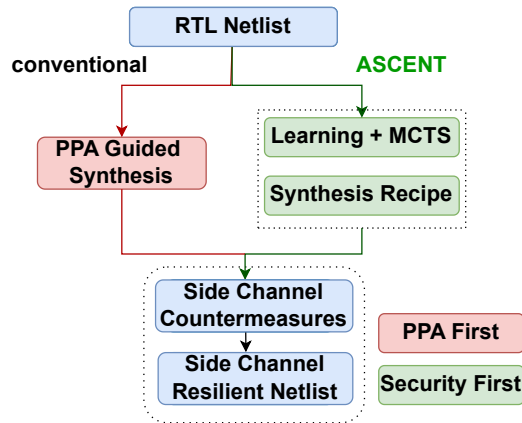 RTL Netlist
conventional
ASCENT
Learning + MCTS
PPA Guided
Synthesis
Synthesis Recipe
Side Channel
Countermeasures
Side Channel
Resilient Netlist
PPA First
Security First